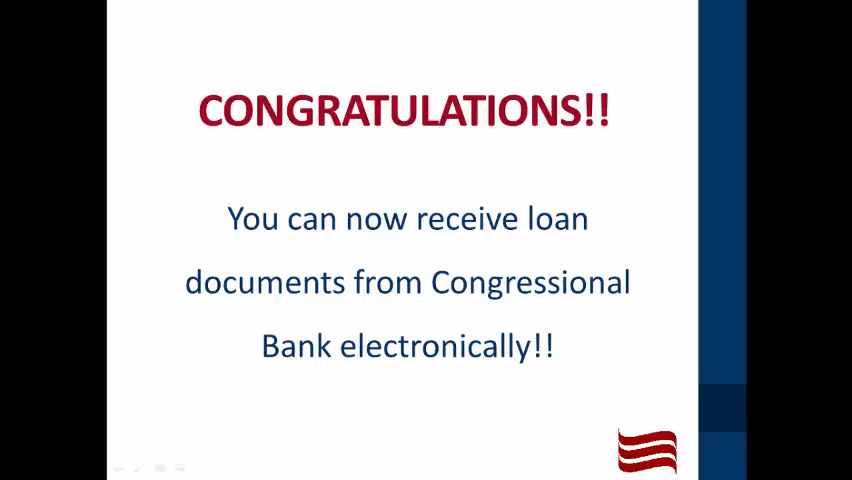 CONGRATULATIONS!!
You can now receive loan
documents from Congressional
Bank electronically!!